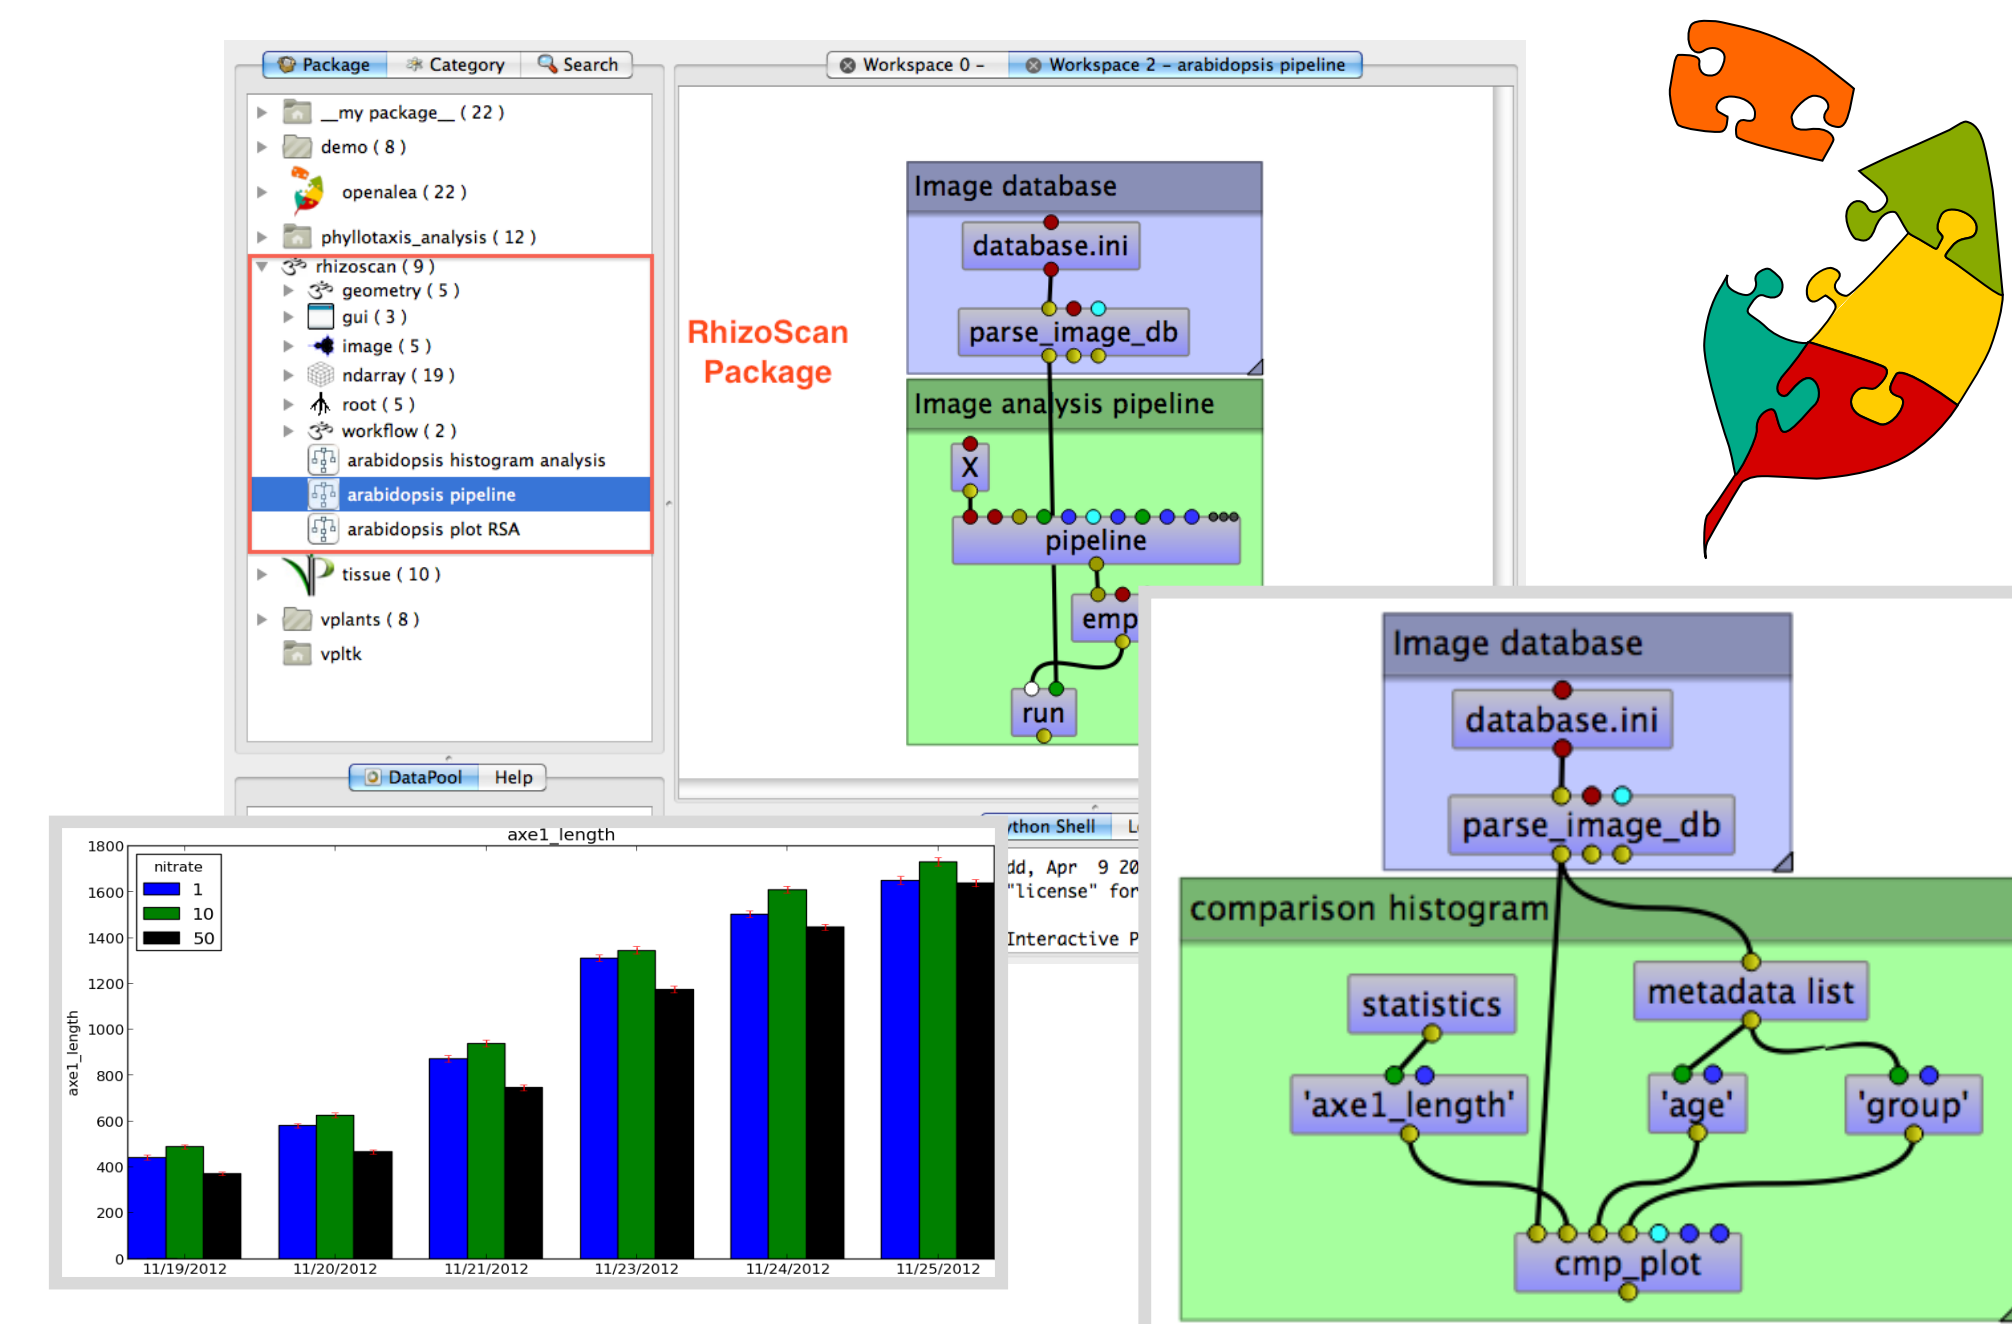 Package
Category
Search
Workspace 0 -
Workspace 2 - arabidopsis pipeline
__my package__ ( 22 )
demo ( 8 )
openalea ( 22 )
phyllotaxis_analysis ( 12 )
rhizoscan ( 9 )
geometry ( 5 )
gui ( 3 )
image ( 5 )
ndarray ( 19 )
root ( 5 )
workflow ( 2 )
arabidopsis histogram analysis
arabidopsis pipeline
arabidopsis plot RSA
tissue ( 10 )
vplants ( 8 )
vpltk
RhizoScan
Package
Image database
database.ini
parse_image_db
Image analysis pipeline
X
pipeline
emp
run
DataPool
Help
ython Shell
L
dd, Apr  9 20
"license" for
Interactive P
axe1_length
nitrate
1
10
50
axe1_length
1800
1600
1400
1200
1000
800
600
400
200
0
11/19/2012
11/20/2012
11/21/2012
11/23/2012
11/24/2012
11/25/2012
Image database
database.ini
parse_image_db
comparison histogram
statistics
metadata list
'axe1_length'
'age'
'group'
cmp_plot